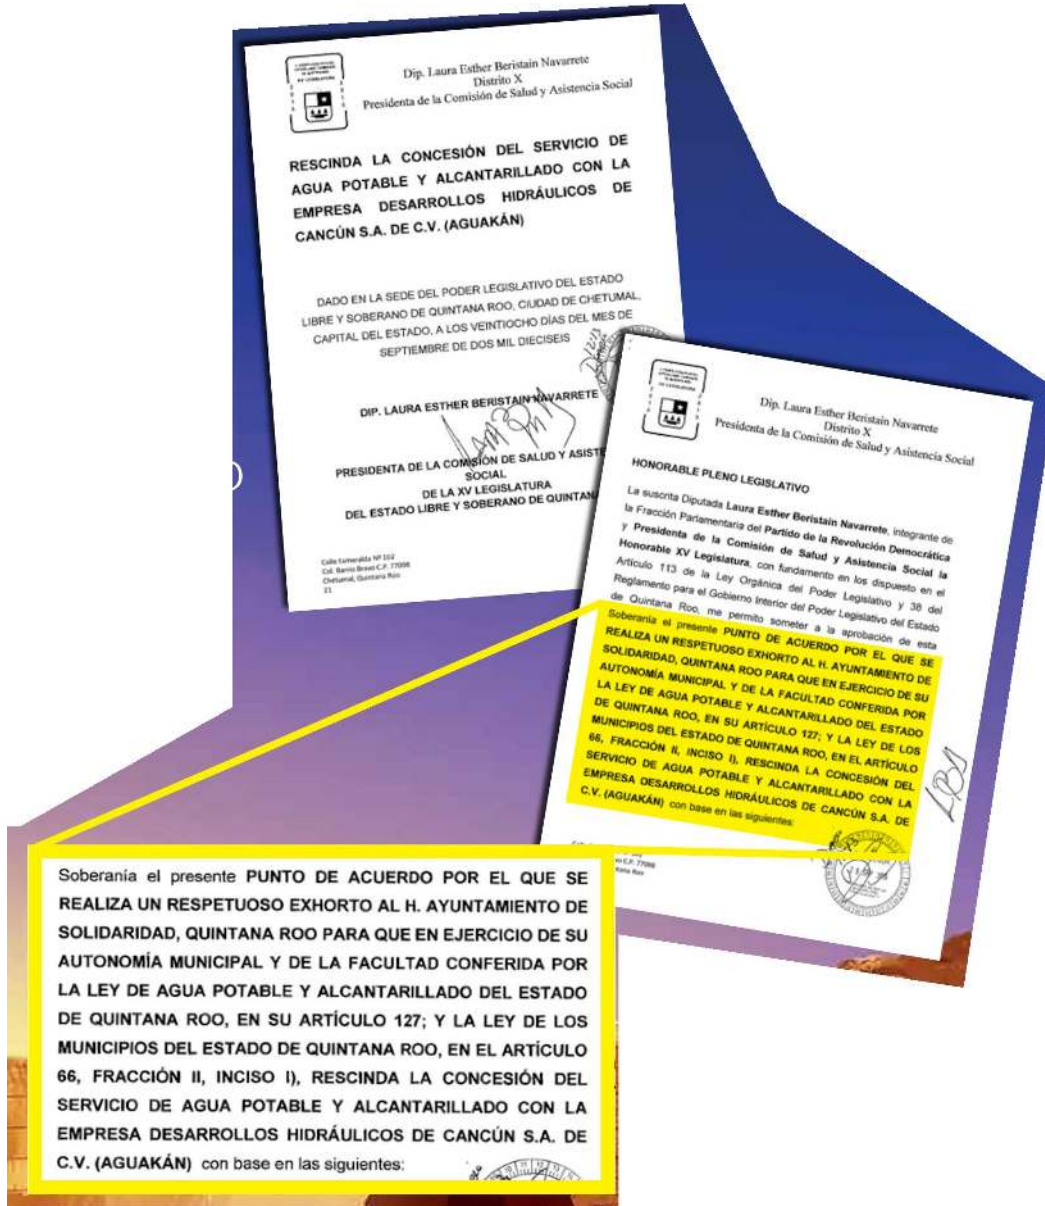 Dip. Laura Esther Beristain Navarrete
Distrito X
Presidenta de la Comisión de Salud y Asistencia Social
XV LEGISLATURA
RESCINDA LA CONCESIÓN DEL SERVICIO DE
AGUA POTABLE Y ALCANTARILLADO CON LA
EMPRESA DESARROLLOS HIDRÁULICOS DE
CANCÚN S.A. DE C.V. (AGUAKÁN)
DADO EN LA SEDE DEL PODER LEGISLATIVO DEL ESTADO
LIBRE Y SOBERANO DE QUINTANA ROO, CIUDAD DE CHETUMAL,
CAPITAL DEL ESTADO, A LOS VEINTIOCHO DÍAS DEL MES DE
SEPTIEMBRE DE DOS MIL DIECISEIS
DIP. LAURA ESTHER BERISTAIN NAVARRETE
PRESIDENTA DE LA COMISIÓN DE SALUD Y ASISTE
SOCIAL
DE LA XV LEGISLATURA
DEL ESTADO LIBRE Y SOBERANO DE QUINTANA
Calle Esmeralda Nº 102
Col. Barrio Bravo C.P. 77098
Chetumal, Quintana Roo
21
Dip. Laura Esther Beristain Navarrete
Distrito X
Presidenta de la Comisión de Salud y Asistencia Social
HONORABLE PLENO LEGISLATIVO
La suscrita Diputada Laura Esther Beristain Navarrete, integrante de
la Fracción Parlamentaria del Partido de la Revolución Democrática
y Presidenta de la Comisión de Salud y Asistencia Social la
Honorable XV Legislatura, con fundamento en los dispuesto en el
Artículo 113 de la Ley Orgánica del Poder Legislativo y 38 del
Reglamento para el Gobierno Interior del Poder Legislativo del Estado
de Quintana Roo, me permito someter a la aprobación de esta
Soberanía el presente PUNTO DE ACUERDO POR EL QUE SE
REALIZA UN RESPETUOSO EXHORTO AL H. AYUNTAMIENTO DE
SOLIDARIDAD, QUINTANA ROO PARA QUE EN EJERCICIO DE SU
AUTONOMÍA MUNICIPAL Y DE LA FACULTAD CONFERIDA POR
LA LEY DE AGUA POTABLE Y ALCANTARILLADO DEL ESTADO
DE QUINTANA ROO, EN SU ARTÍCULO 127; Y LA LEY DE LOS
MUNICIPIOS DEL ESTADO DE QUINTANA ROO, EN EL ARTÍCULO
66, FRACCIÓN II, INCISO I), RESCINDA LA CONCESIÓN DEL
SERVICIO DE AGUA POTABLE Y ALCANTARILLADO CON LA
EMPRESA DESARROLLOS HIDRÁULICOS DE CANCÚN S.A. DE
C.V. (AGUAKÁN) con base en las siguientes:
C.P. 77098
Roo
Soberanía el presente PUNTO DE ACUERDO POR EL QUE SE
REALIZA UN RESPETUOSO EXHORTO AL H. AYUNTAMIENTO DE
SOLIDARIDAD, QUINTANA ROO PARA QUE EN EJERCICIO DE SU
AUTONOMÍA MUNICIPAL Y DE LA FACULTAD CONFERIDA POR
LA LEY DE AGUA POTABLE Y ALCANTARILLADO DEL ESTADO
DE QUINTANA ROO, EN SU ARTÍCULO 127; Y LA LEY DE LOS
MUNICIPIOS DEL ESTADO DE QUINTANA ROO, EN EL ARTÍCULO
66, FRACCIÓN II, INCISO I), RESCINDA LA CONCESIÓN DEL
SERVICIO DE AGUA POTABLE Y ALCANTARILLADO CON LA
EMPRESA DESARROLLOS HIDRÁULICOS DE CANCÚN S.A. DE
C.V. (AGUAKÁN) con base en las siguientes: